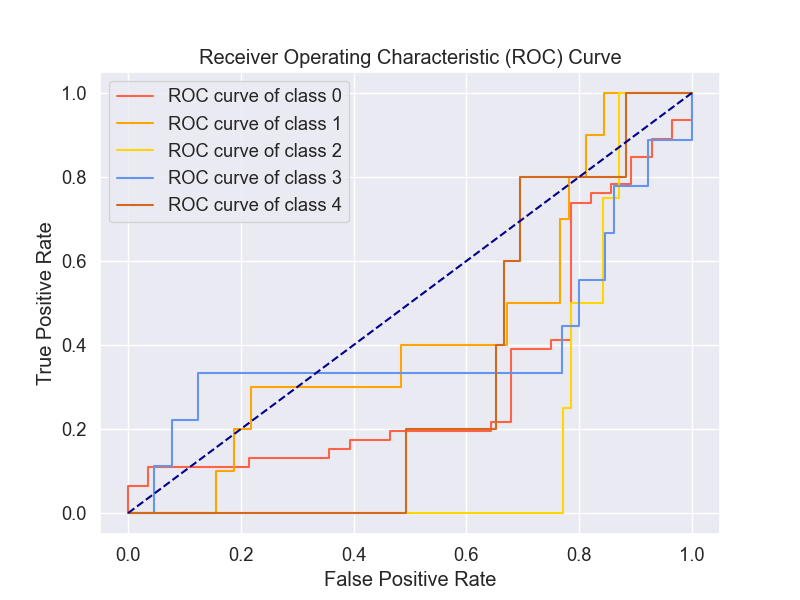 Receiver Operating Characteristic (ROC) Curve
ROC curve of class 0
ROC curve of class 1
ROC curve of class 2
ROC curve of class 3
ROC curve of class 4
True Positive Rate
1.0
0.8
0.6
0.4
0.2
0.0
0.0 0.2 0.4 0.6 0.8 1.0
False Positive Rate